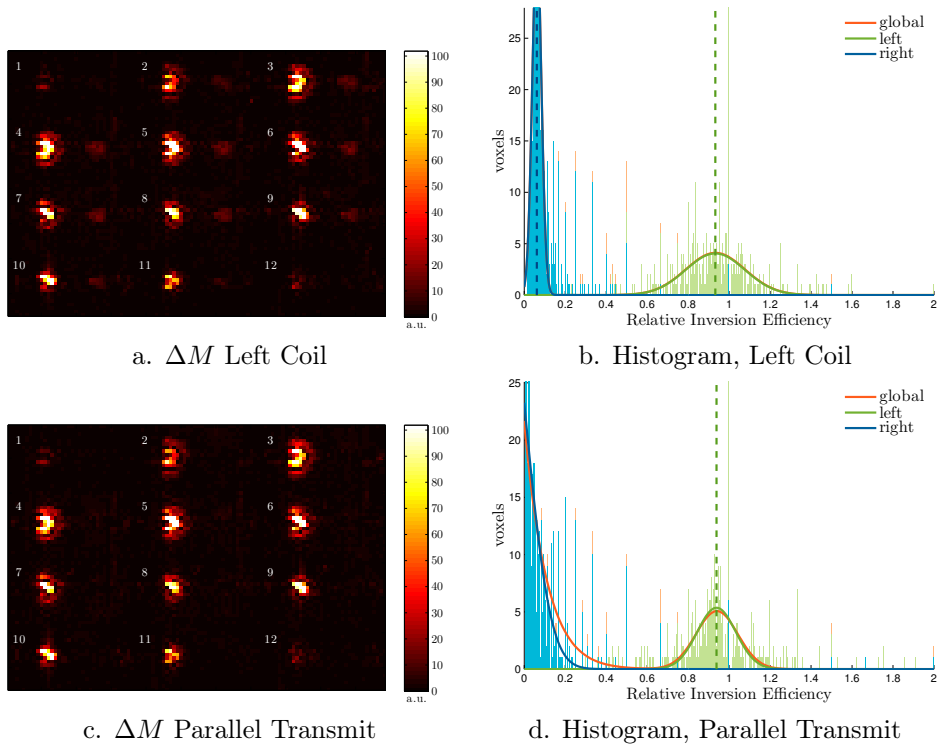 1 2 3
4 5 6
7 8 9
10 11 12
100
90
80
70
60
50
40
30
20
10
0
a.u.
a. ΔM Left Coil
global
left
right
voxels
25
20
15
10
5
0
0 0.2 0.4 0.6 0.8 1 1.2 1.4 1.6 1.8 2
Relative Inversion Efficiency
b. Histogram, Left Coil
1 2 3
4 5 6
7 8 9
10 11 12
100
90
80
70
60
50
40
30
20
10
0
a.u.
c. ΔM Parallel Transmit
global
left
right
voxels
25
20
15
10
5
0
0 0.2 0.4 0.6 0.8 1 1.2 1.4 1.6 1.8 2
Relative Inversion Efficiency
d. Histogram, Parallel Transmit